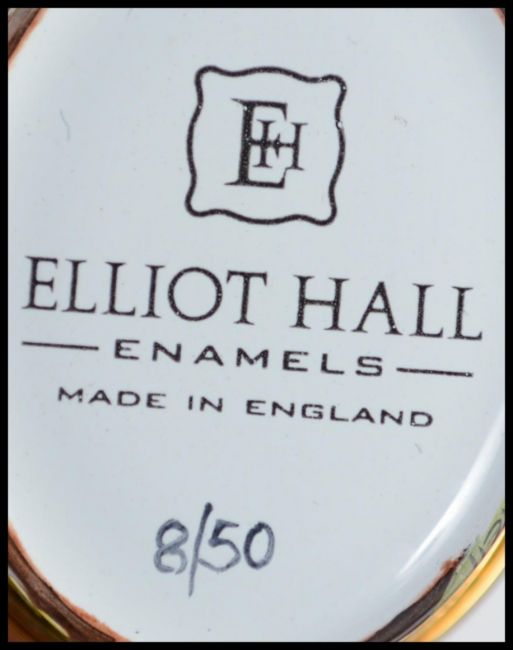 EH
ELLIOT HALL
ENAMELS
MADE IN ENGLAND
8/50